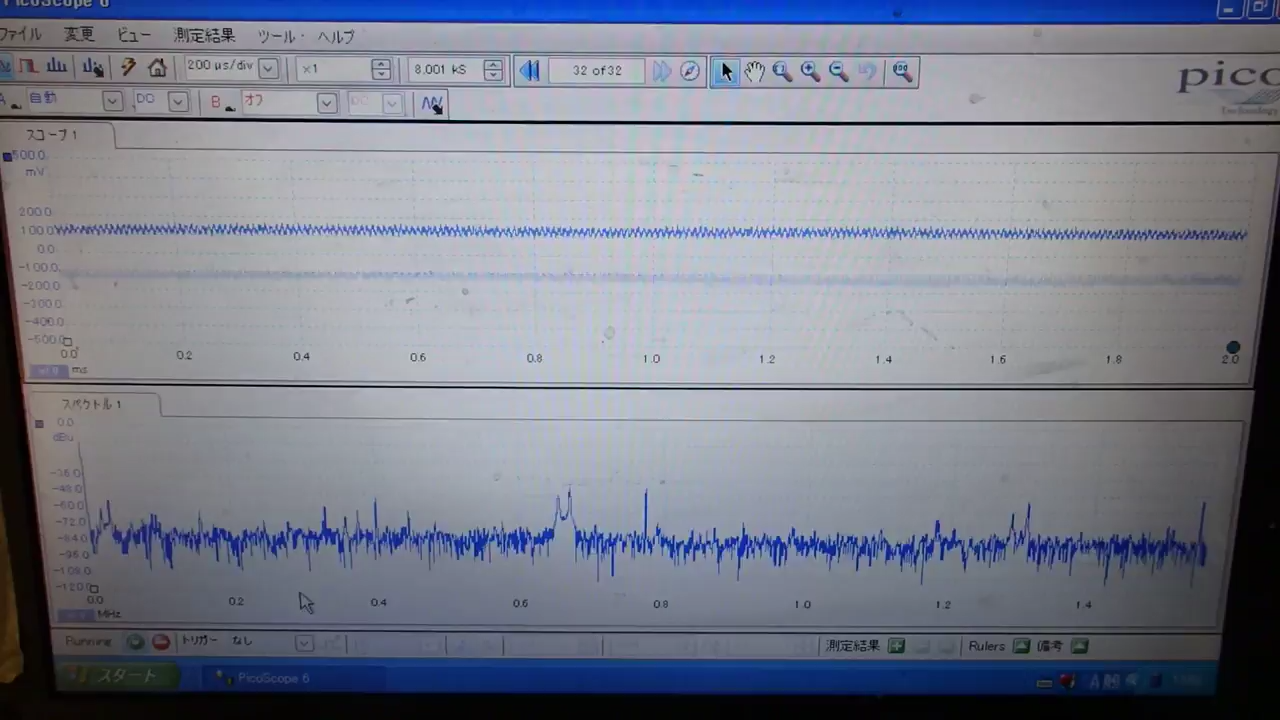 PicoScope 6
ファイル 変更 ビュー 測定結果 ツール ヘルプ
200 µs/div ×1 8.001 kS 32 of 32
pico
Technology
A 自動 DC B オフ DC
スコープ 1
500.0
mV
200.0
100.0
0.0
-100.0
-200.0
-300.0
-400.0
-500.0
0.0 0.2 0.4 0.6 0.8 1.0 1.2 1.4 1.6 1.8 2.0
ms
スペクトル 1
0.0
dBu
-36.0
-48.0
-60.0
-72.0
-84.0
-96.0
-108.0
-120.0
0.0 0.2 0.4 0.6 0.8 1.0 1.2 1.4
MHz
Running トリガー なし 測定結果 Rulers 備考
スタート PicoScope 6 A 般